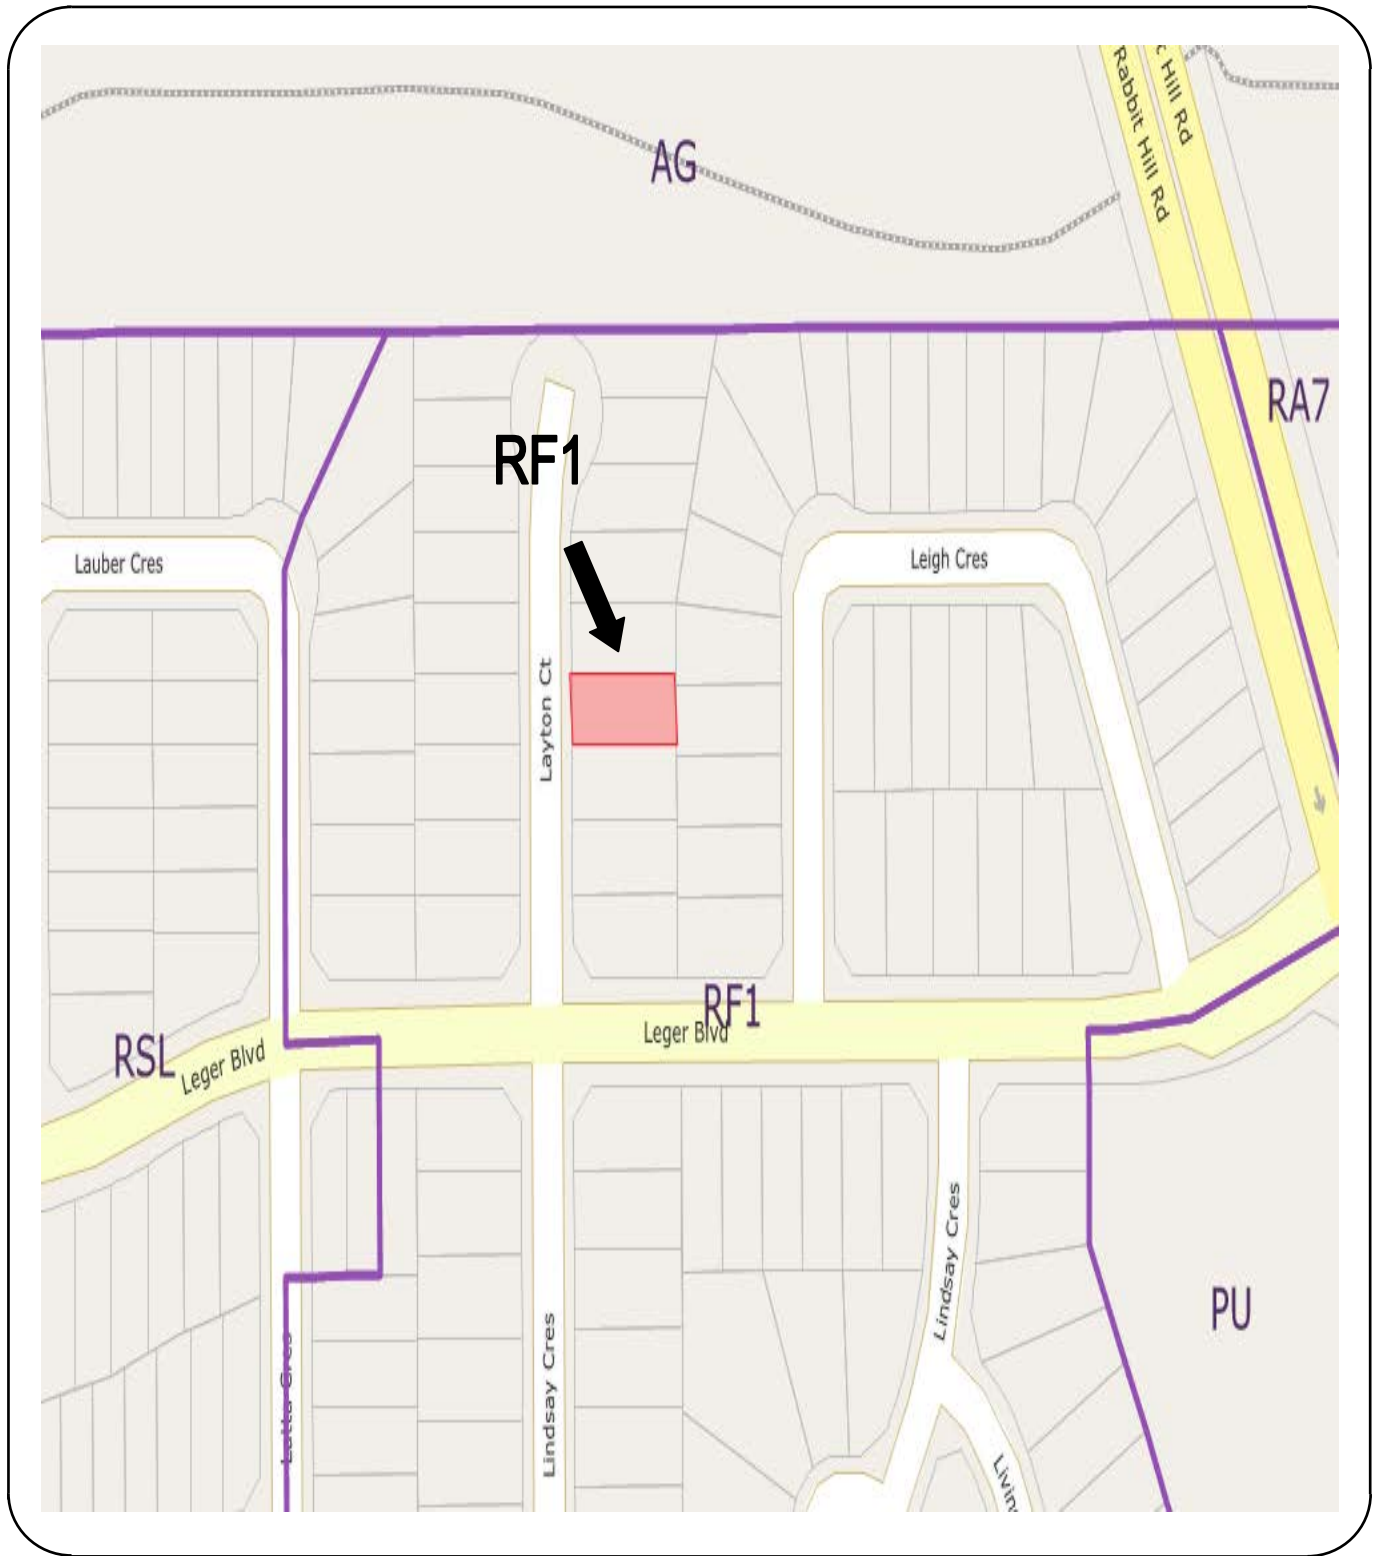 Rabbit Hill Rd
Hill Rd
AG
RA7
RF1
Lauber Cres
Leigh Cres
Layton Ct
RF1
Leger Blvd
RSL
Leger Blvd
Lindsay Cres
PU
Lindsay Cres